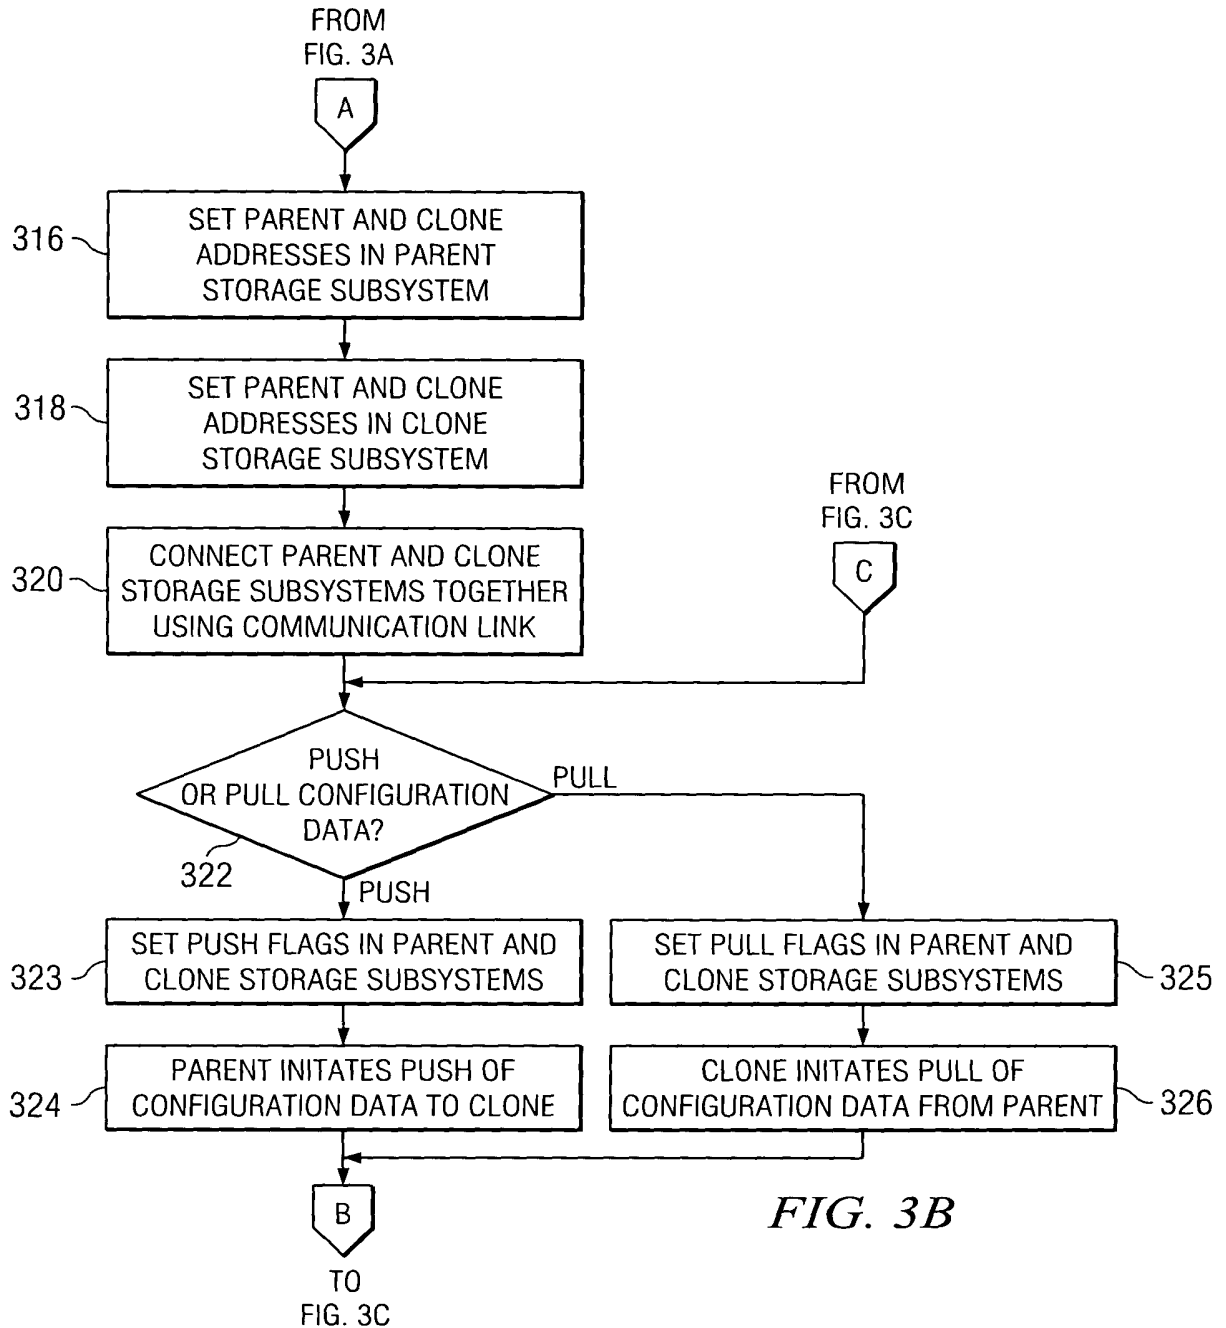 FROM
FIG. 3A
A
316
SET PARENT AND CLONE
ADDRESSES IN PARENT
STORAGE SUBSYSTEM
318
SET PARENT AND CLONE
ADDRESSES IN CLONE
STORAGE SUBSYSTEM
FROM
FIG. 3C
C
320
CONNECT PARENT AND CLONE
STORAGE SUBSYSTEMS TOGETHER
USING COMMUNICATION LINK
PUSH
OR PULL CONFIGURATION
DATA?
322
PULL
PUSH
323
SET PUSH FLAGS IN PARENT AND
CLONE STORAGE SUBSYSTEMS
SET PULL FLAGS IN PARENT AND
CLONE STORAGE SUBSYSTEMS
325
324
PARENT INITATES PUSH OF
CONFIGURATION DATA TO CLONE
CLONE INITATES PULL OF
CONFIGURATION DATA FROM PARENT
326
B
TO
FIG. 3C
FIG. 3B